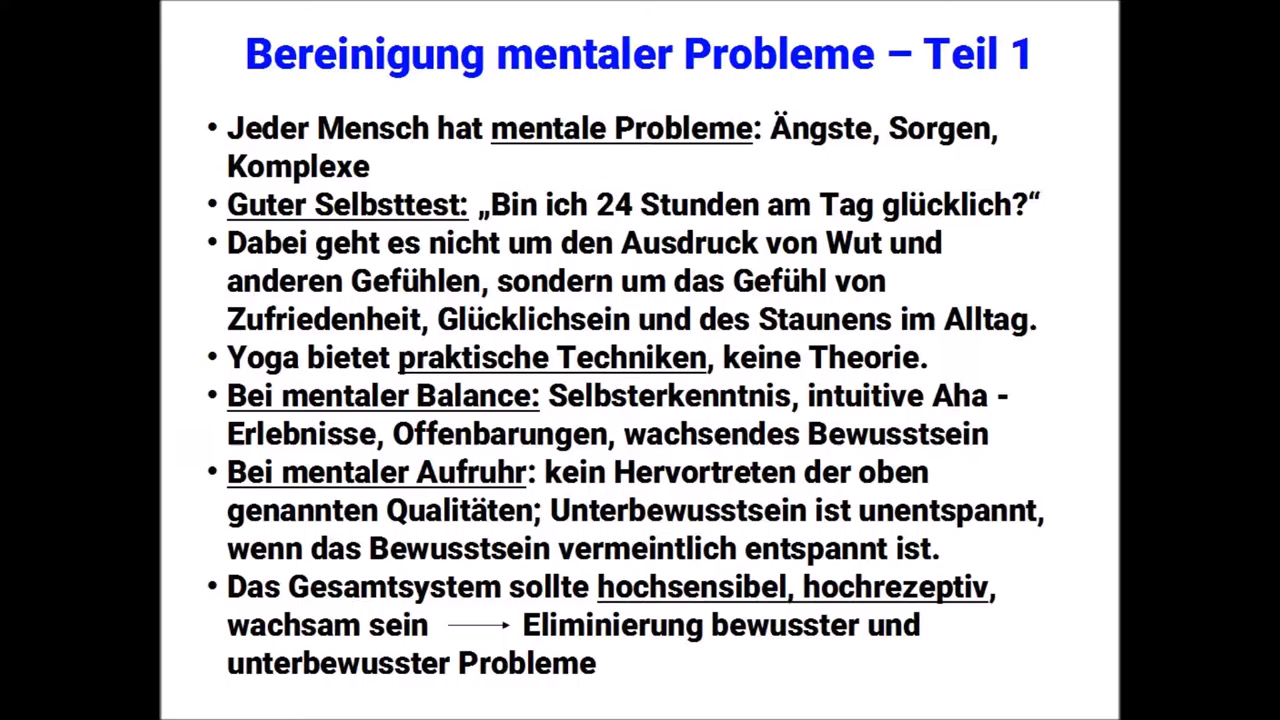 Bereinigung mentaler Probleme – Teil 1
• Jeder Mensch hat mentale Probleme: Ängste, Sorgen,
Komplexe
• Guter Selbsttest: „Bin ich 24 Stunden am Tag glücklich?“
• Dabei geht es nicht um den Ausdruck von Wut und
anderen Gefühlen, sondern um das Gefühl von
Zufriedenheit, Glücklichsein und des Staunens im Alltag.
• Yoga bietet praktische Techniken, keine Theorie.
• Bei mentaler Balance: Selbsterkenntnis, intuitive Aha -
Erlebnisse, Offenbarungen, wachsendes Bewusstsein
• Bei mentaler Aufruhr: kein Hervortreten der oben
genannten Qualitäten; Unterbewusstsein ist unentspannt,
wenn das Bewusstsein vermeintlich entspannt ist.
• Das Gesamtsystem sollte hochsensibel, hochrezeptiv,
wachsam sein → Eliminierung bewusster und
unterbewusster Probleme